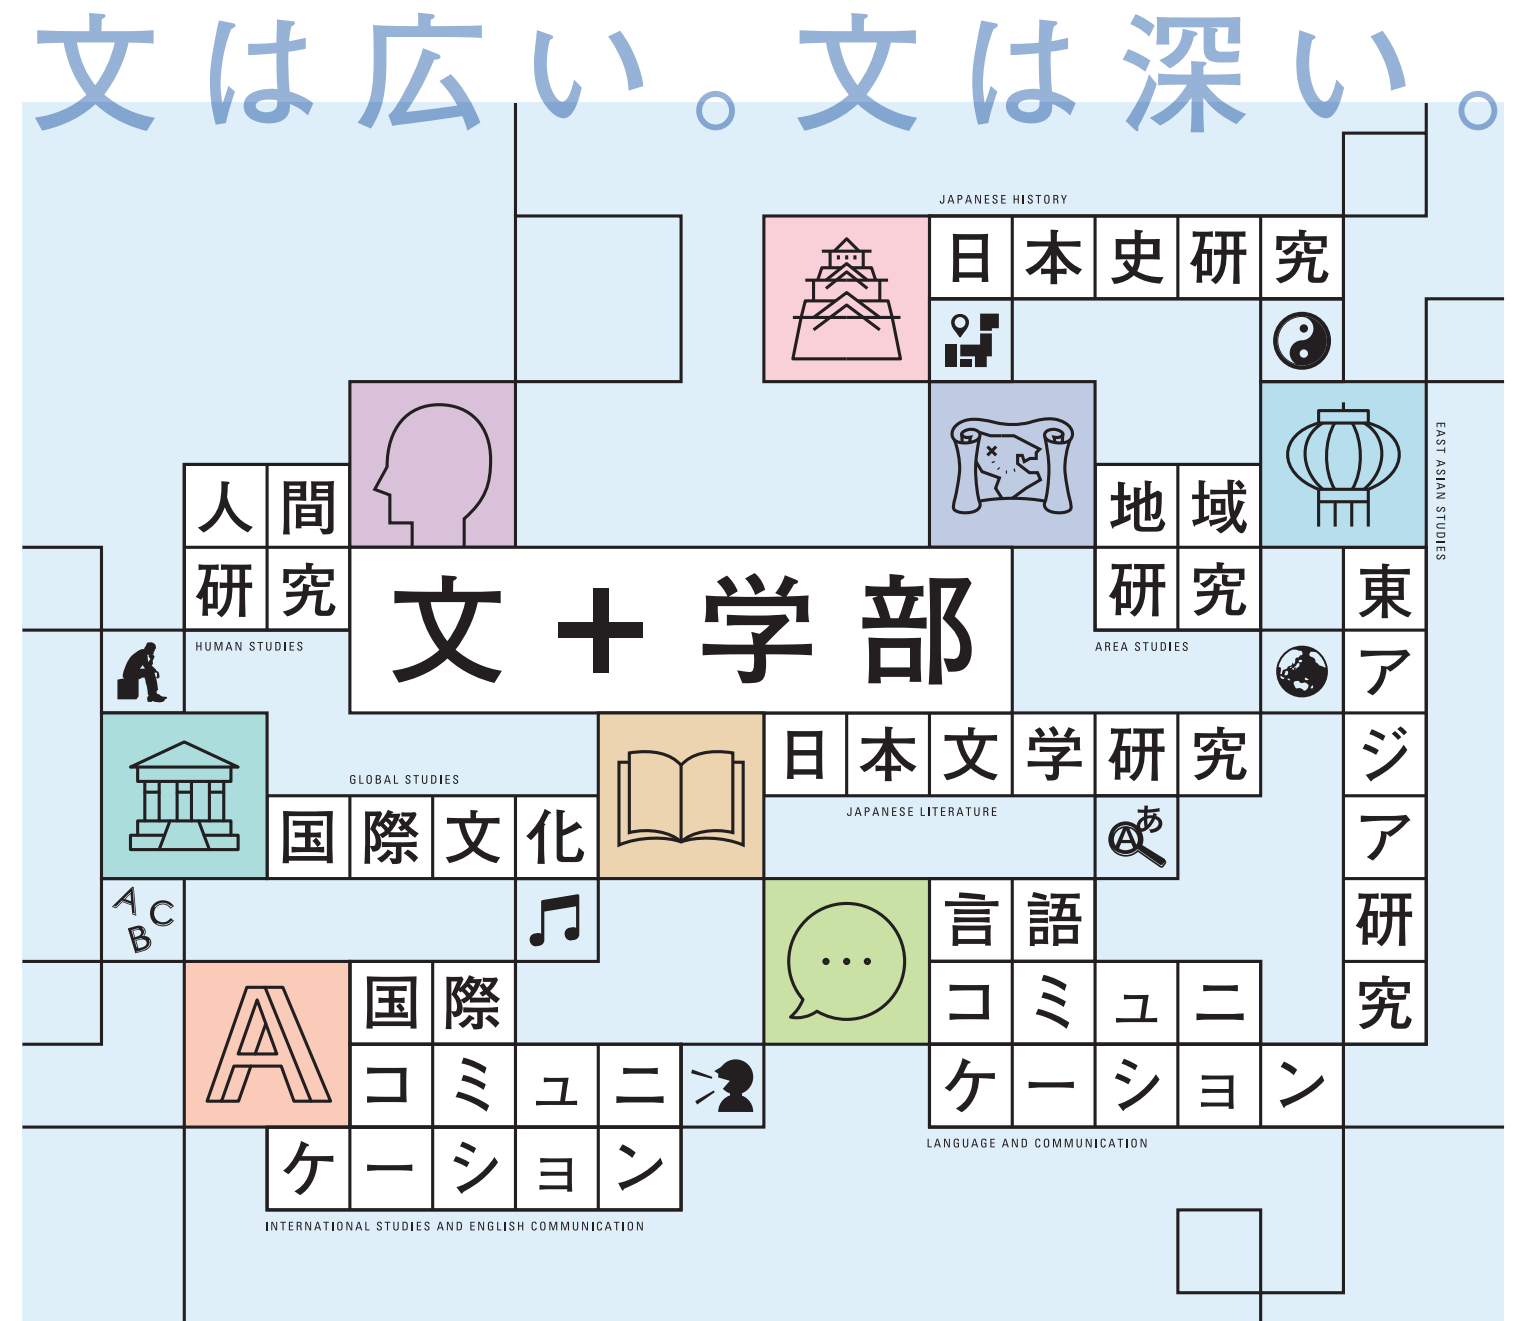 文は広い。文は深い。
JAPANESE HISTORY
日本史研究
人間
研究
HUMAN STUDIES
地域
研究
AREA STUDIES
EAST ASIAN STUDIES
東アジア研究
文+学部
日本文学研究
JAPANESE LITERATURE
あ
A
GLOBAL STUDIES
国際文化
A
C
B
言語
コミュニ
ケーション
LANGUAGE AND COMMUNICATION
A
国際
コミュニ
ケーション
INTERNATIONAL STUDIES AND ENGLISH COMMUNICATION